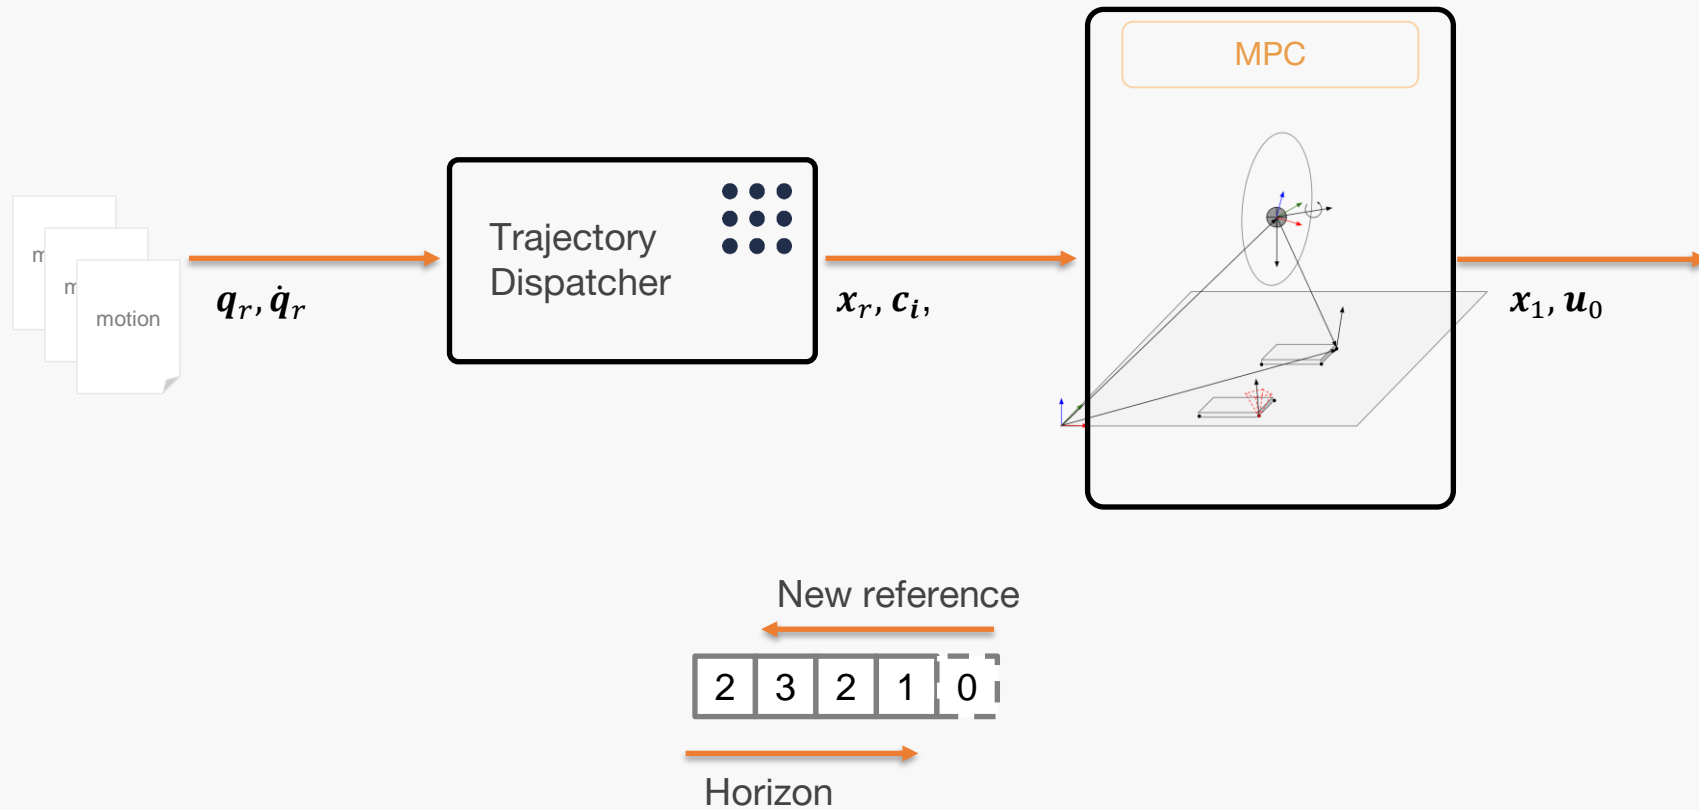 MPC
m
m
motion
Trajectory
Dispatcher
𝒒ᵣ, 𝒒̇ᵣ
𝒙ᵣ, 𝒄ᵢ,
𝒙₁, 𝒖₀
New reference
2 3 2 1 0
Horizon